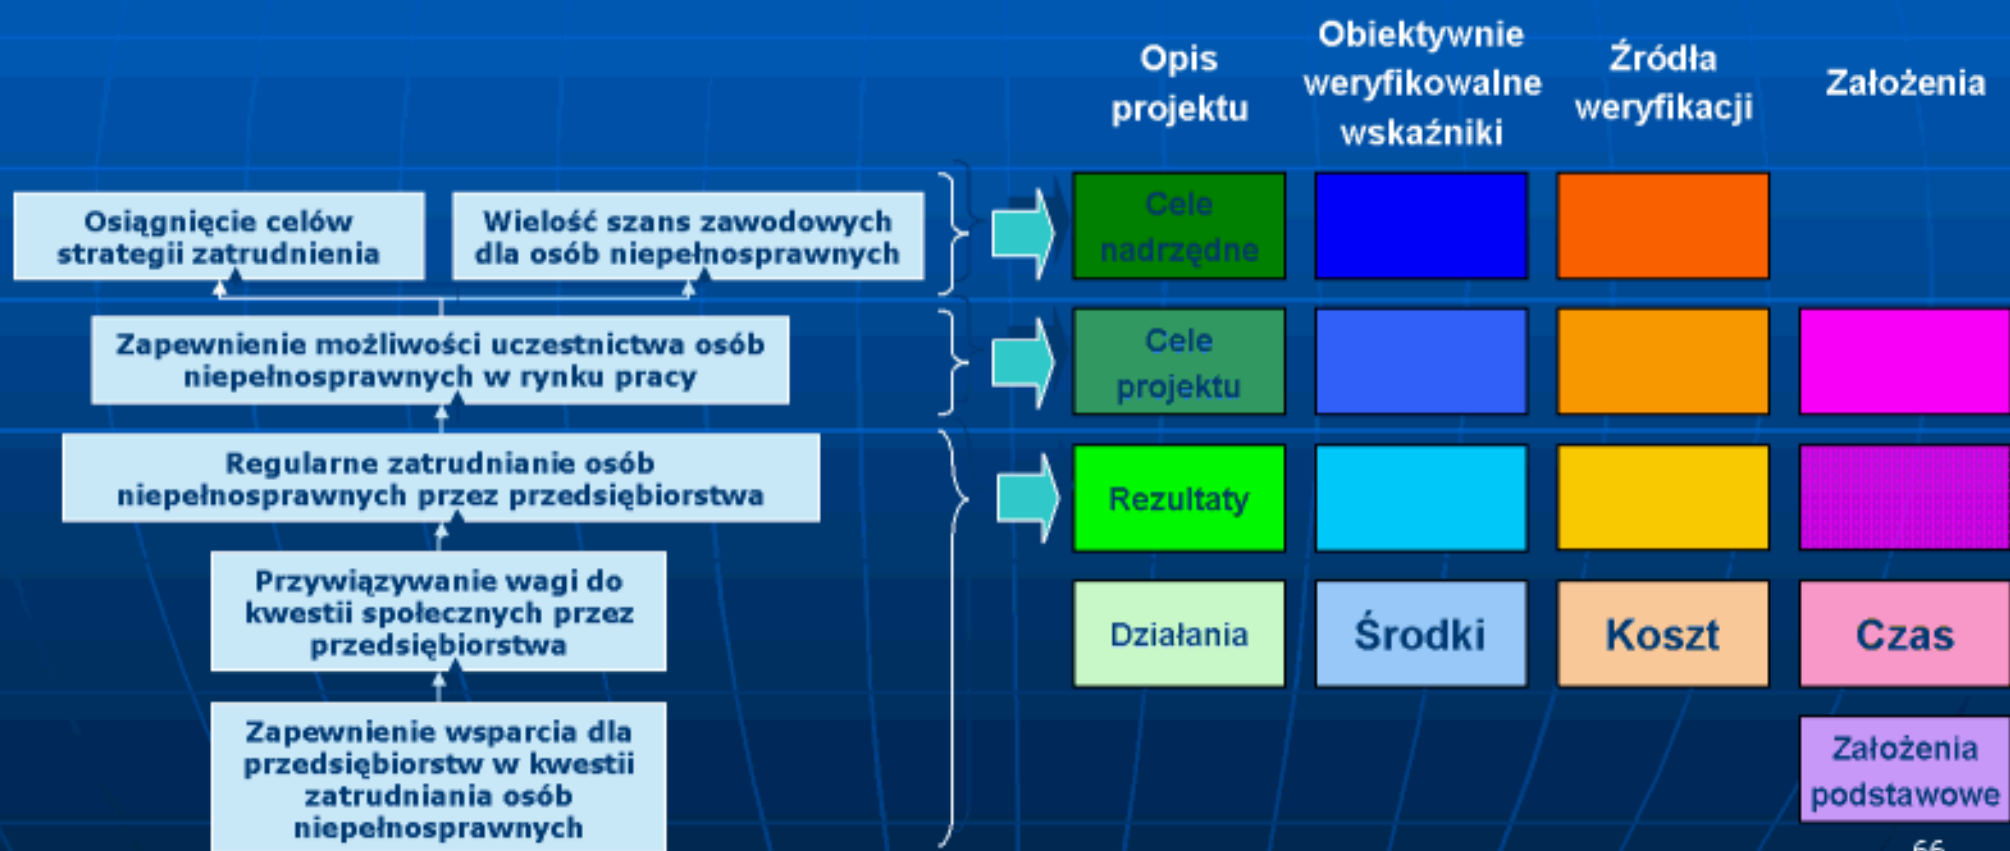 Opis
projektu
Obiektywnie
weryfikowalne
wskaźniki
Źródła
weryfikacji
Założenia
Osiągnięcie celów
strategii zatrudnienia
Wielość szans zawodowych
dla osób niepełnosprawnych
Cele
nadrzędne
Zapewnienie możliwości uczestnictwa osób
niepełnosprawnych w rynku pracy
Cele
projektu
Regularne zatrudnianie osób
niepełnosprawnych przez przedsiębiorstwa
Rezultaty
Przywiązywanie wagi do
kwestii społecznych przez
przedsiębiorstwa
Działania
Środki
Koszt
Czas
Zapewnienie wsparcia dla
przedsiębiorstw w kwestii
zatrudniania osób
niepełnosprawnych
Założenia
podstawowe
66